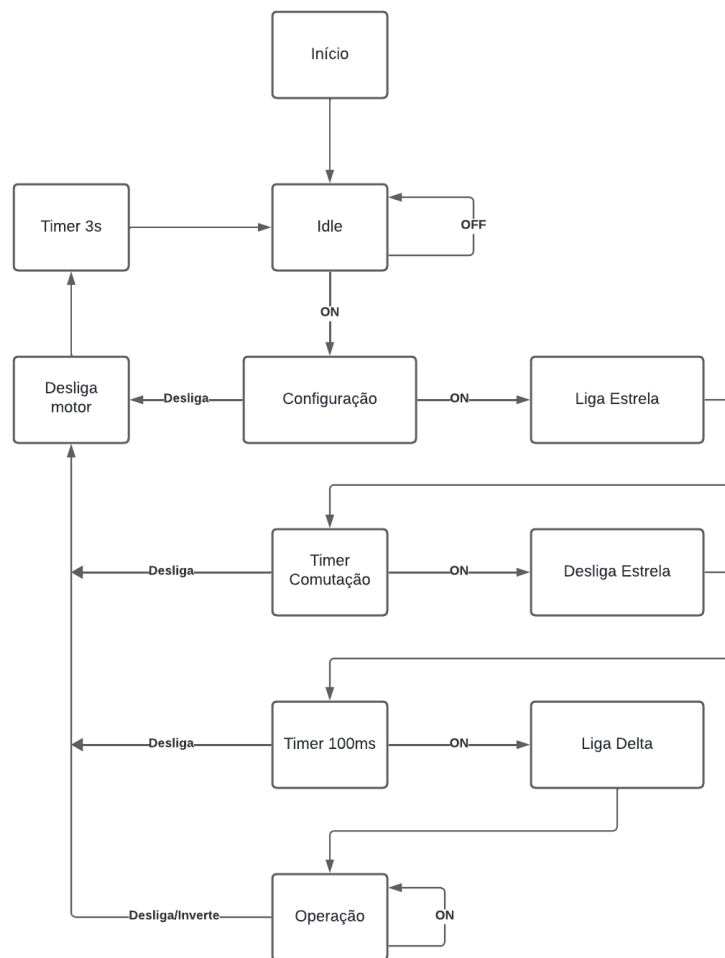 Início
Timer 3s
Idle
OFF
ON
Desliga
motor
Desliga
Configuração
ON
Liga Estrela
Desliga
Timer
Comutação
ON
Desliga Estrela
Desliga
Timer 100ms
ON
Liga Delta
Desliga/Inverte
Operação
ON